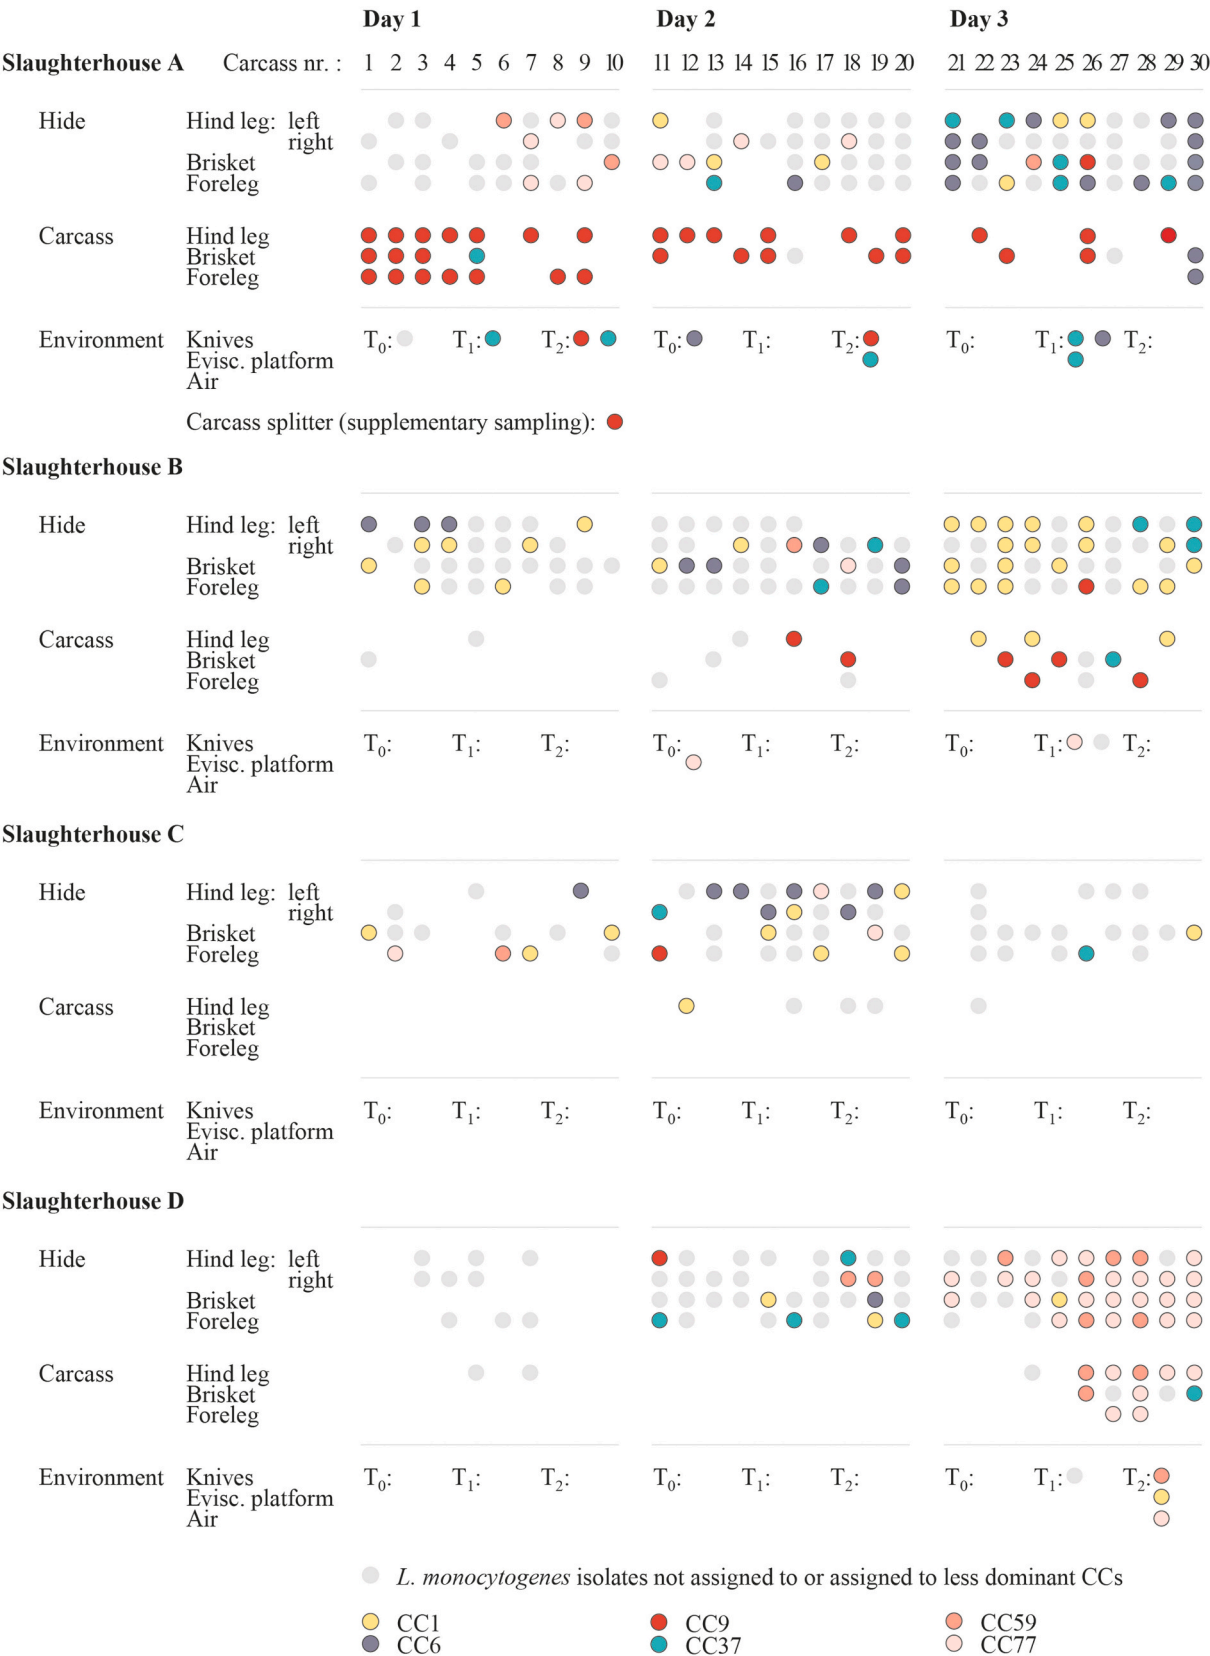 Day 1 Day 2 Day 3
Slaughterhouse A Carcass nr. : 1 2 3 4 5 6 7 8 9 10 11 12 13 14 15 16 17 18 19 20 21 22 23 24 25 26 27 28 29 30
Hide Hind leg: left
right
Brisket
Foreleg
Carcass Hind leg
Brisket
Foreleg
Environment Knives T0: T1: T2: T0: T1: T2: T0: T1: T2:
Evisc. platform
Air
Carcass splitter (supplementary sampling):
Slaughterhouse B
Hide Hind leg: left
right
Brisket
Foreleg
Carcass Hind leg
Brisket
Foreleg
Environment Knives T0: T1: T2: T0: T1: T2: T0: T1: T2:
Evisc. platform
Air
Slaughterhouse C
Hide Hind leg: left
right
Brisket
Foreleg
Carcass Hind leg
Brisket
Foreleg
Environment Knives T0: T1: T2: T0: T1: T2: T0: T1: T2:
Evisc. platform
Air
Slaughterhouse D
Hide Hind leg: left
right
Brisket
Foreleg
Carcass Hind leg
Brisket
Foreleg
Environment Knives T0: T1: T2: T0: T1: T2: T0: T1: T2:
Evisc. platform
Air
L. monocytogenes isolates not assigned to or assigned to less dominant CCs
CC1 CC9 CC59
CC6 CC37 CC77